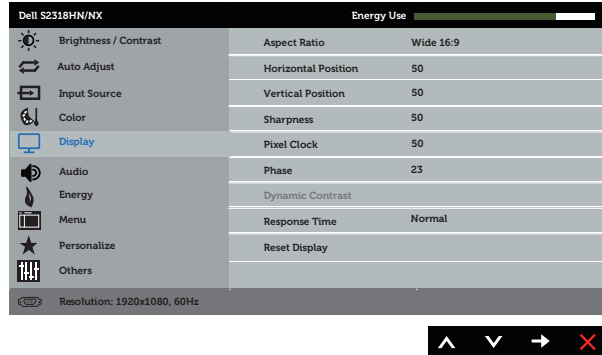 Dell S2318HN/NX Energy Use
Brightness / Contrast
Auto Adjust
Input Source
Color
Display
Audio
Energy
Menu
Personalize
Others
Aspect Ratio Wide 16:9
Horizontal Position 50
Vertical Position 50
Sharpness 50
Pixel Clock 50
Phase 23
Dynamic Contrast
Response Time Normal
Reset Display
Resolution: 1920x1080, 60Hz